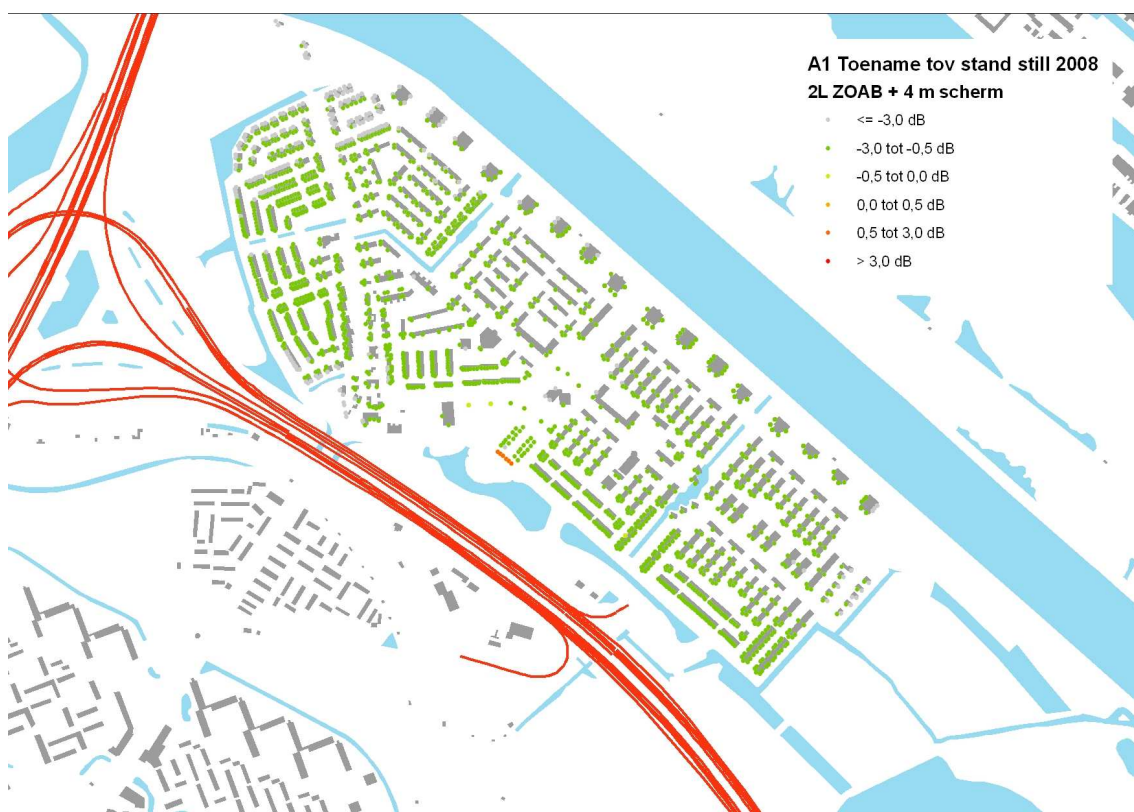 A1 Toename tov stand still 2008
2L ZOAB + 4 m scherm
<= -3,0 dB
-3,0 tot -0,5 dB
-0,5 tot 0,0 dB
0,0 tot 0,5 dB
0,5 tot 3,0 dB
> 3,0 dB